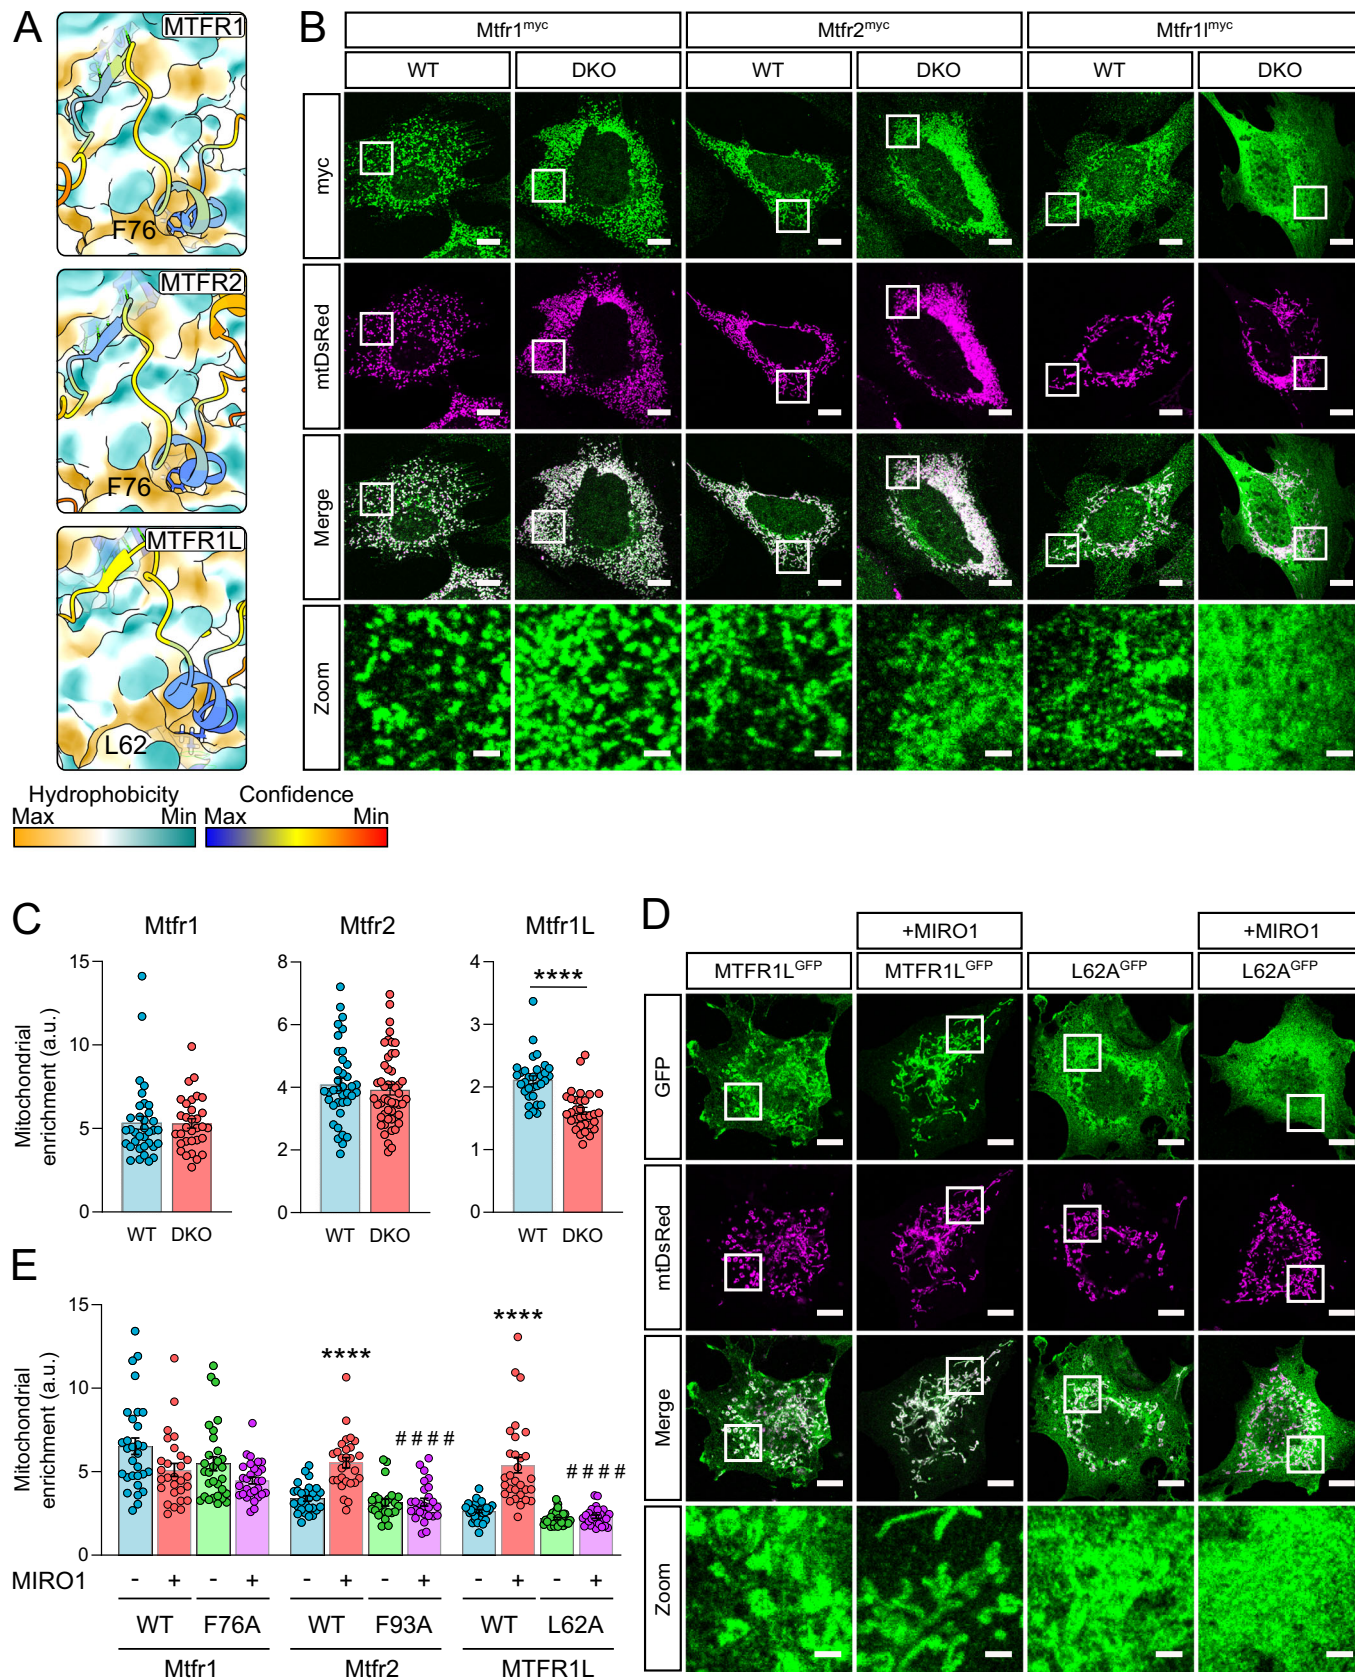 A
MTFR1
F76
MTFR2
F76
MTFR1L
L62
Hydrophobicity
Max
Min
Confidence
Max
Min
B
Mtfr1myc
Mtfr2myc
Mtfr1lmyc
WT
DKO
WT
DKO
WT
DKO
myc
mtDsRed
Merge
Zoom
C
Mtfr1
Mitochondrial
enrichment (a.u.)
15
10
5
0
WT
DKO
Mtfr2
8
6
4
2
0
WT
DKO
Mtfr1L
4
3
2
1
0
****
WT
DKO
D
+MIRO1
+MIRO1
MTFR1LGFP
MTFR1LGFP
L62AGFP
L62AGFP
GFP
mtDsRed
Merge
Zoom
E
Mitochondrial
enrichment (a.u.)
15
10
5
0
****
####
****
####
MIRO1 - + - + - + - + - + - +
WT F76A WT F93A WT L62A
Mtfr1 Mtfr2 MTFR1L